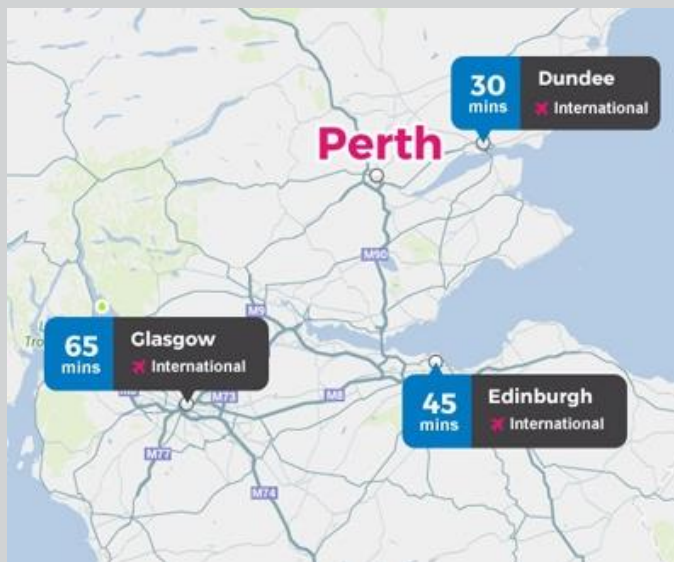 30
mins
Dundee
International
Perth
M90
M9
65
mins
Glasgow
International
M73
M8
45
mins
Edinburgh
International
M77
M74